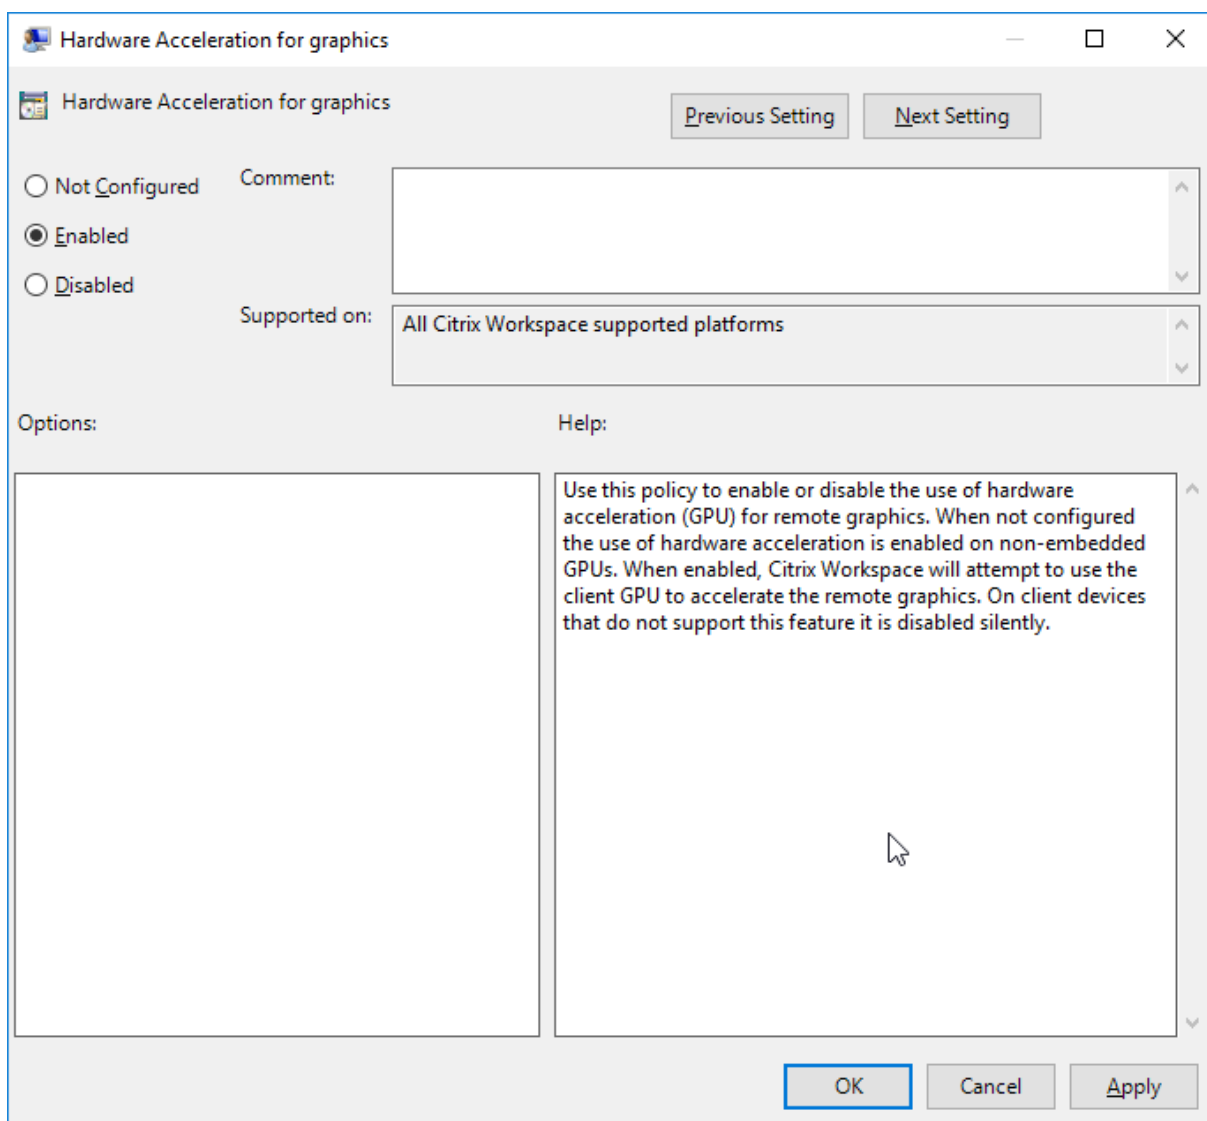 Hardware Acceleration for graphics
Hardware Acceleration for graphics
Previous Setting
Next Setting
Not Configured
Enabled
Disabled
Comment:
Supported on:
All Citrix Workspace supported platforms
Options:
Help:
Use this policy to enable or disable the use of hardware
acceleration (GPU) for remote graphics. When not configured
the use of hardware acceleration is enabled on non-embedded
GPUs. When enabled, Citrix Workspace will attempt to use the
client GPU to accelerate the remote graphics. On client devices
that do not support this feature it is disabled silently.
OK
Cancel
Apply